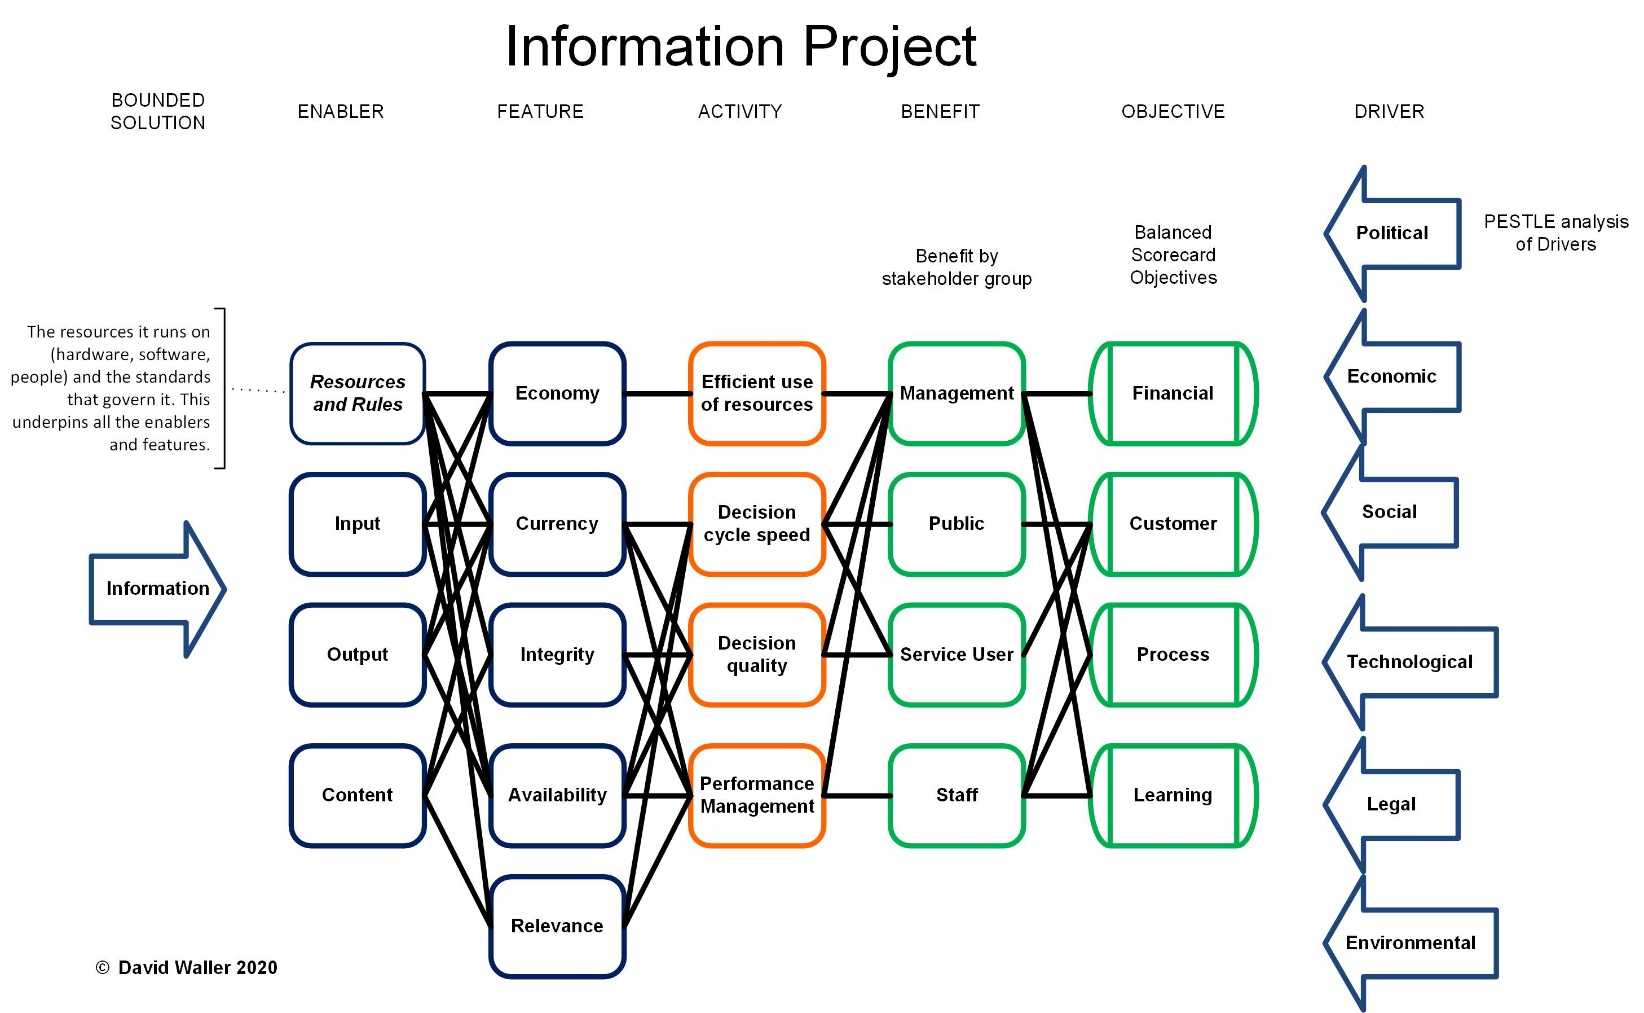 Information Project
BOUNDED
SOLUTION
ENABLER
FEATURE
ACTIVITY
BENEFIT
OBJECTIVE
DRIVER
Political
PESTLE analysis
of Drivers
Benefit by
stakeholder group
Balanced
Scorecard
Objectives
The resources it runs on
(hardware, software,
people) and the standards
that govern it. This
underpins all the enablers
and features.
Resources
and Rules
Economy
Efficient use
of resources
Management
Financial
Economic
Input
Currency
Decision
cycle speed
Public
Customer
Social
Information
Output
Integrity
Decision
quality
Service User
Process
Technological
Content
Availability
Performance
Management
Staff
Learning
Legal
Relevance
Environmental
© David Waller 2020